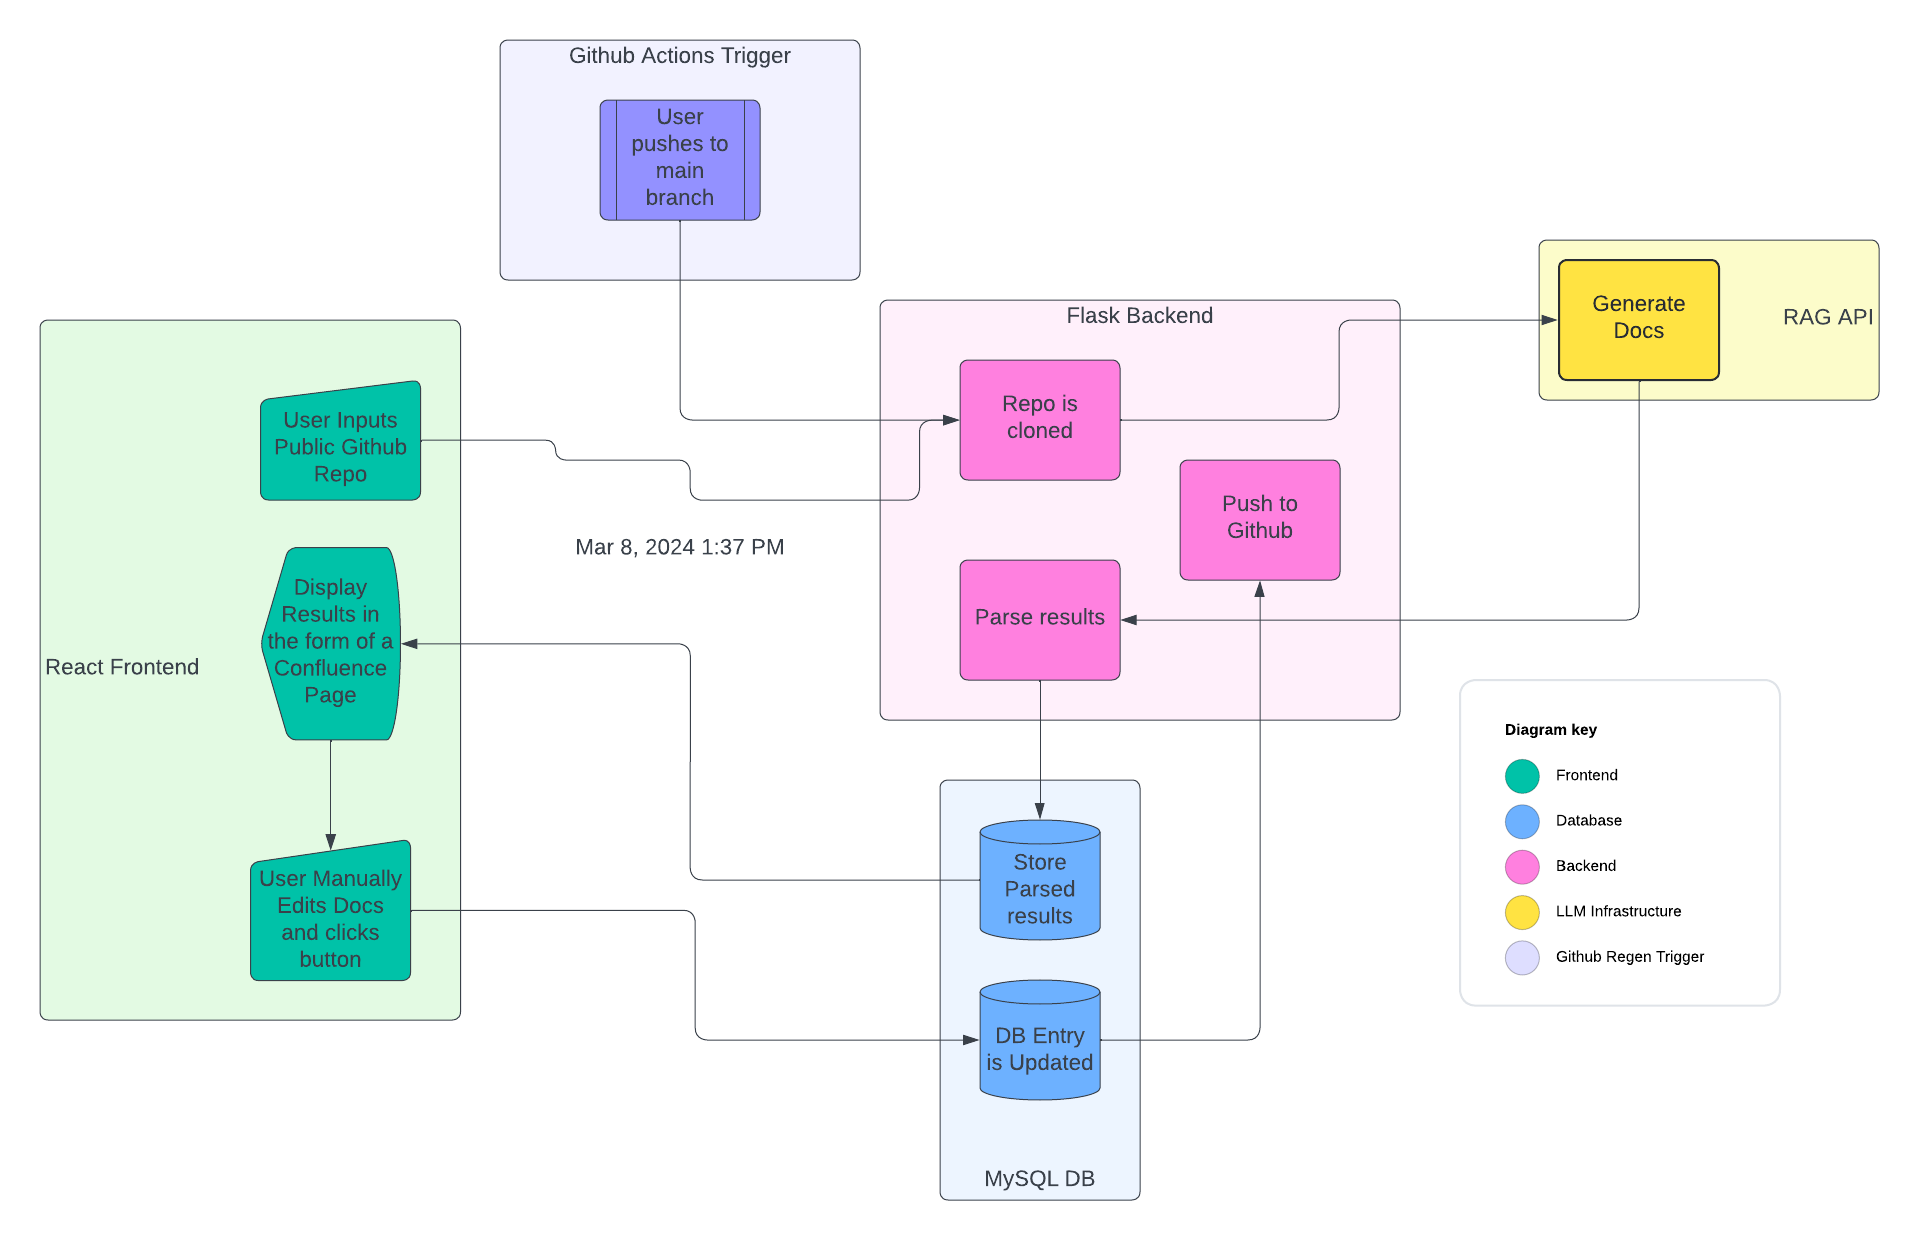 Github Actions Trigger
User
pushes to
main
branch
Generate
Docs
RAG API
Flask Backend
Repo is
cloned
Push to
Github
Parse results
User Inputs
Public Github
Repo
Mar 8, 2024 1:37 PM
Display
Results in
the form of a
Confluence
Page
React Frontend
User Manually
Edits Docs
and clicks
button
Store
Parsed
results
DB Entry
is Updated
MySQL DB
Diagram key
Frontend
Database
Backend
LLM Infrastructure
Github Regen Trigger